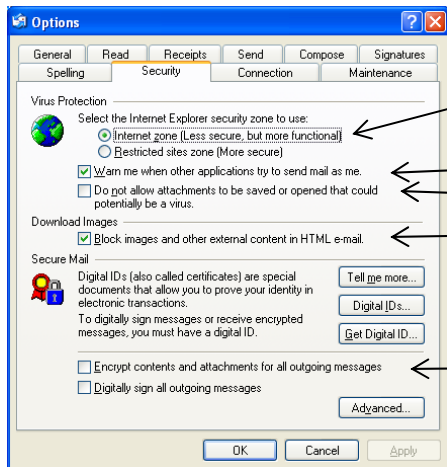 Options
General Read Receipts Send Compose Signatures
Spelling Security Connection Maintenance
Virus Protection
Select the Internet Explorer security zone to use:
Internet zone (Less secure, but more functional)
Restricted sites zone (More secure)
Warn me when other applications try to send mail as me.
Do not allow attachments to be saved or opened that could
potentially be a virus.
Download Images
Block images and other external content in HTML e-mail.
Secure Mail
Digital IDs (also called certificates) are special
documents that allow you to prove your identity in
electronic transactions.
Tell me more...
Digital IDs...
To digitally sign messages or receive encrypted
messages, you must have a digital ID.
Get Digital ID...
Encrypt contents and attachments for all outgoing messages
Digitally sign all outgoing messages
Advanced...
OK Cancel Apply